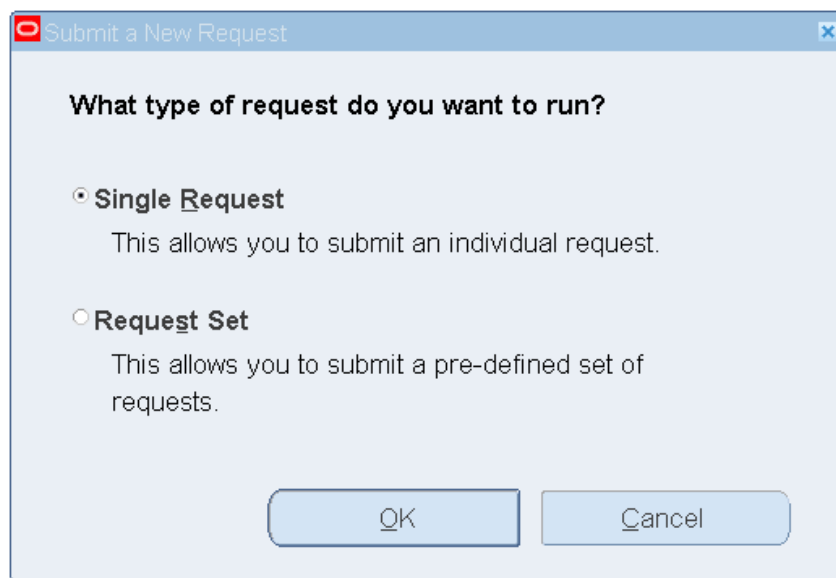 Submit a New Request
What type of request do you want to run?
Single Request
This allows you to submit an individual request.
Request Set
This allows you to submit a pre-defined set of
requests.
OK
Cancel